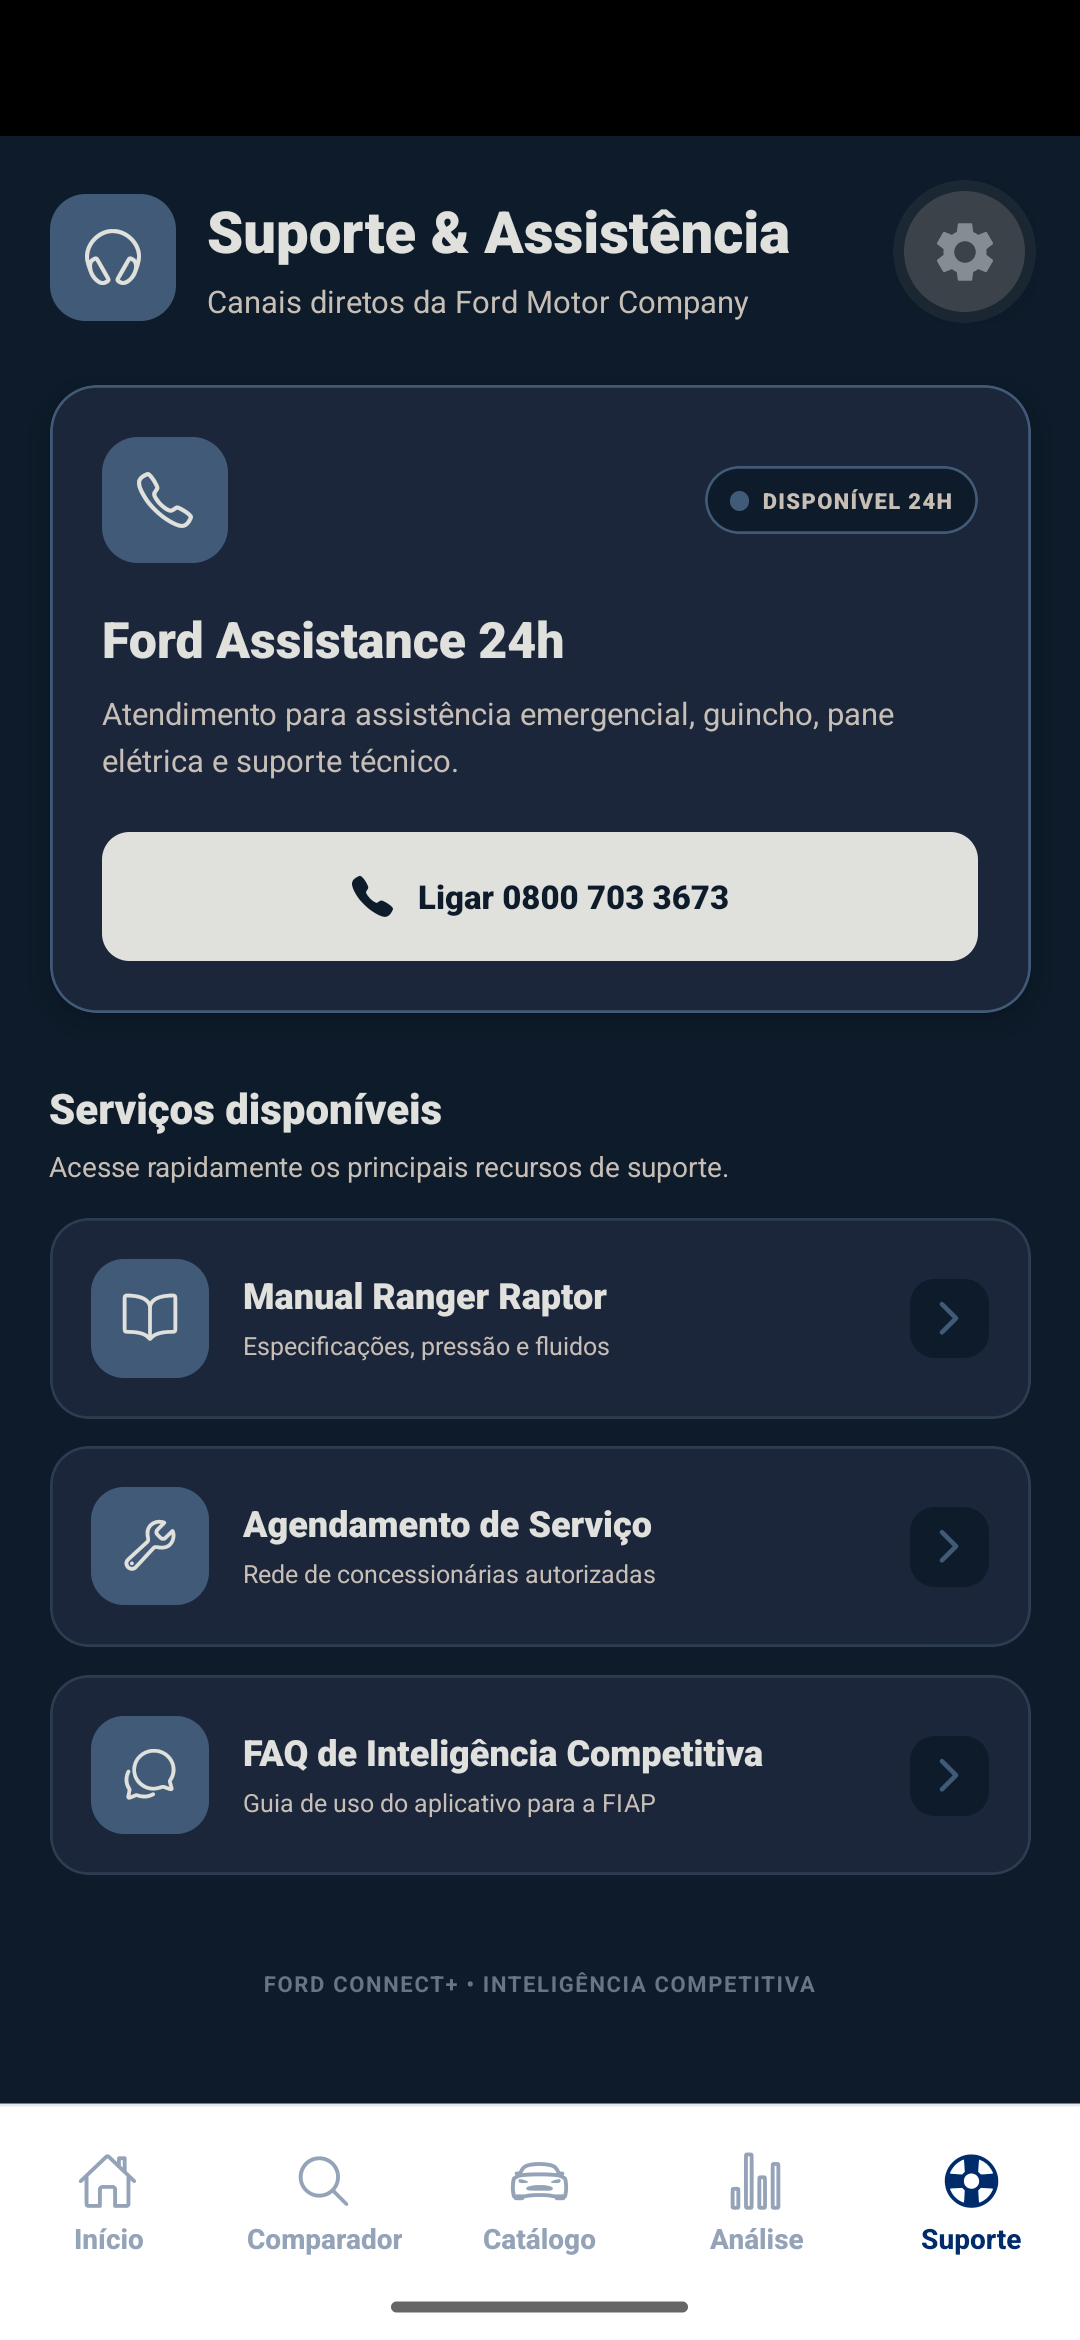 Suporte & Assistência
Canais diretos da Ford Motor Company
DISPONÍVEL 24H
Ford Assistance 24h
Atendimento para assistência emergencial, guincho, pane
elétrica e suporte técnico.
Ligar 0800 703 3673
Serviços disponíveis
Acesse rapidamente os principais recursos de suporte.
Manual Ranger Raptor
Especificações, pressão e fluidos
Agendamento de Serviço
Rede de concessionárias autorizadas
FAQ de Inteligência Competitiva
Guia de uso do aplicativo para a FIAP
FORD CONNECT+ • INTELIGÊNCIA COMPETITIVA
Início
Comparador
Catálogo
Análise
Suporte